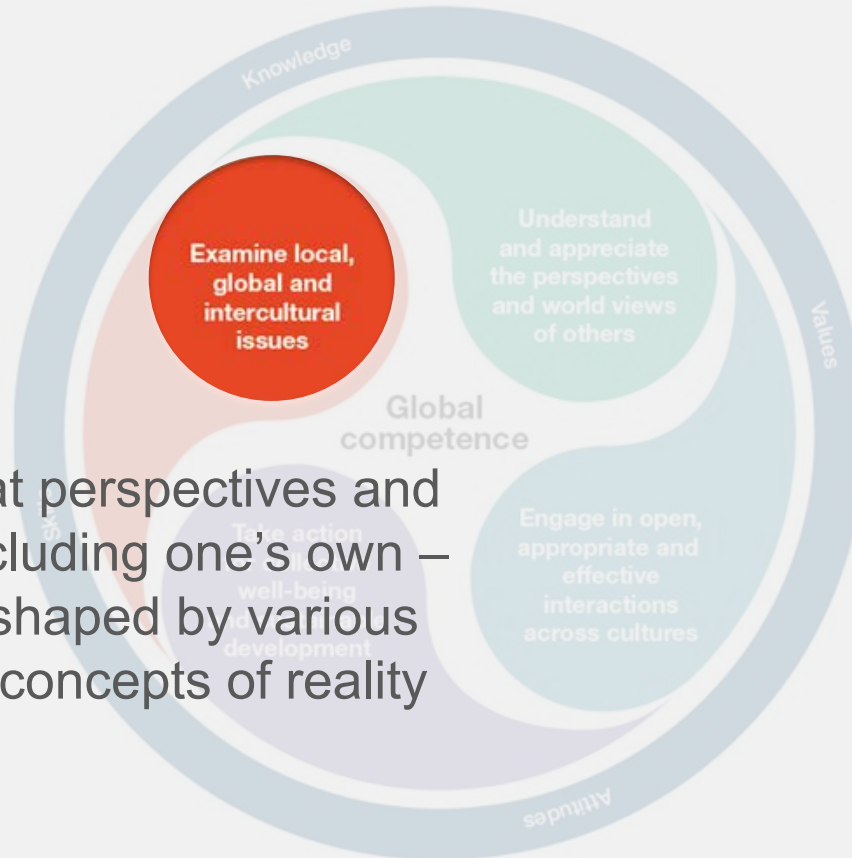 Knowledge
Examine local,
global and
intercultural
issues
Understand
and appreciate
the perspectives
and world views
of others
Values
Global
competence
at perspectives and
cluding one's own –
shaped by various
concepts of reality
Skills
Take action
well-being
development
Engage in open,
appropriate and
effective
interactions
across cultures
Attitudes